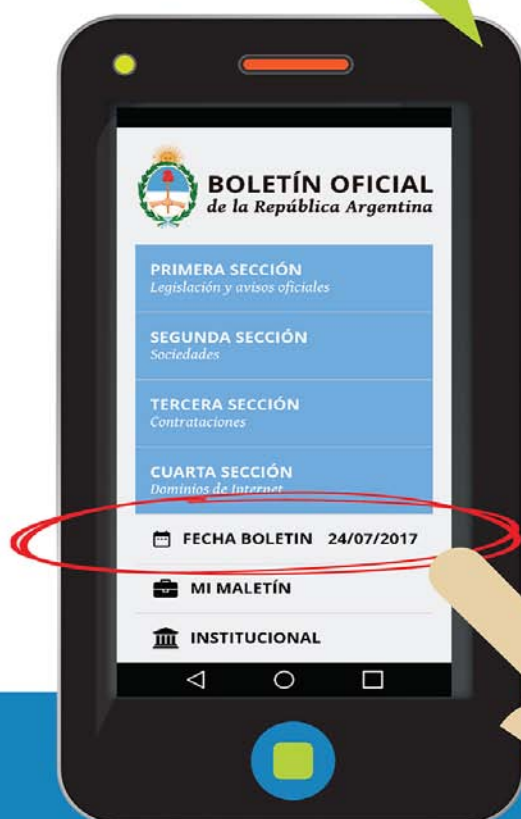 BOLETÍN OFICIAL
de la República Argentina
PRIMERA SECCIÓN
Legislación y avisos oficiales
SEGUNDA SECCIÓN
Sociedades
TERCERA SECCIÓN
Contrataciones
CUARTA SECCIÓN
Dominios de Internet
FECHA BOLETIN 24/07/2017
MI MALETÍN
INSTITUCIONAL